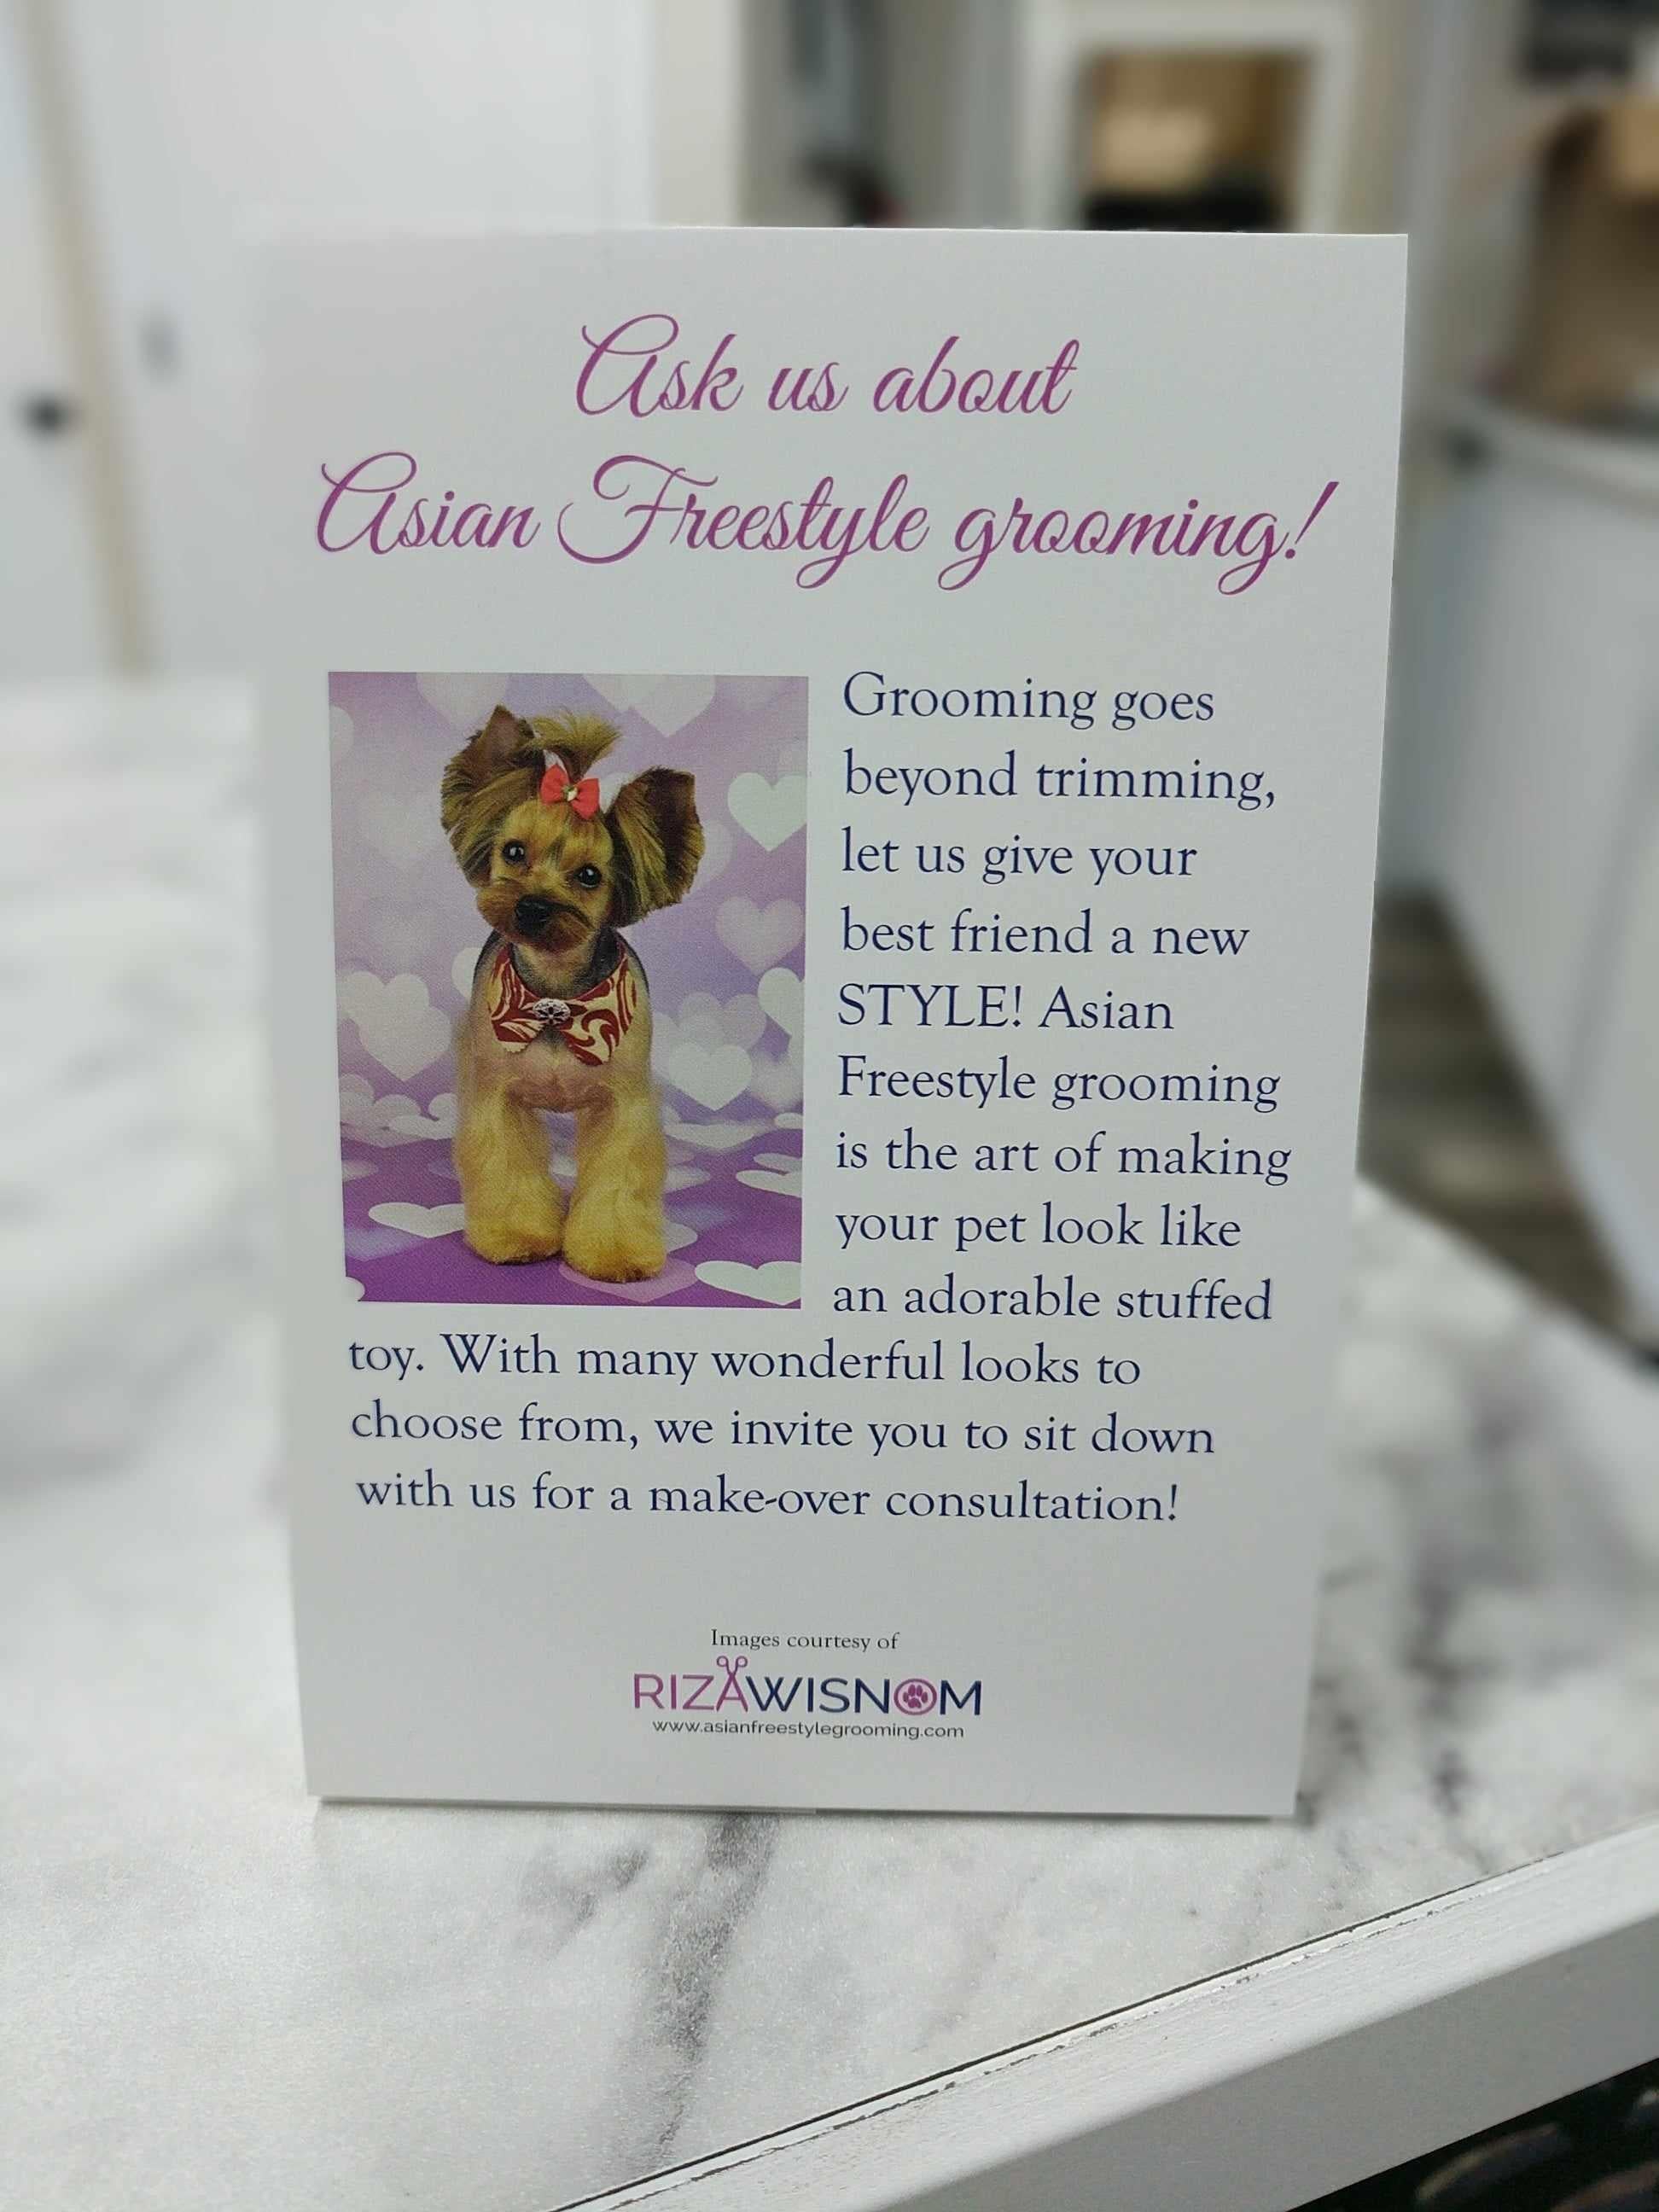 Ask us about
Asian Freestyle grooming!
Grooming goes
beyond trimming,
let us give your
best friend a new
STYLE! Asian
Freestyle grooming
is the art of making
your pet look like
an adorable stuffed
toy. With many wonderful looks to
choose from, we invite you to sit down
with us for a make-over consultation!
Images courtesy of
RIZAWISNOM
www.asianfreestylegrooming.com